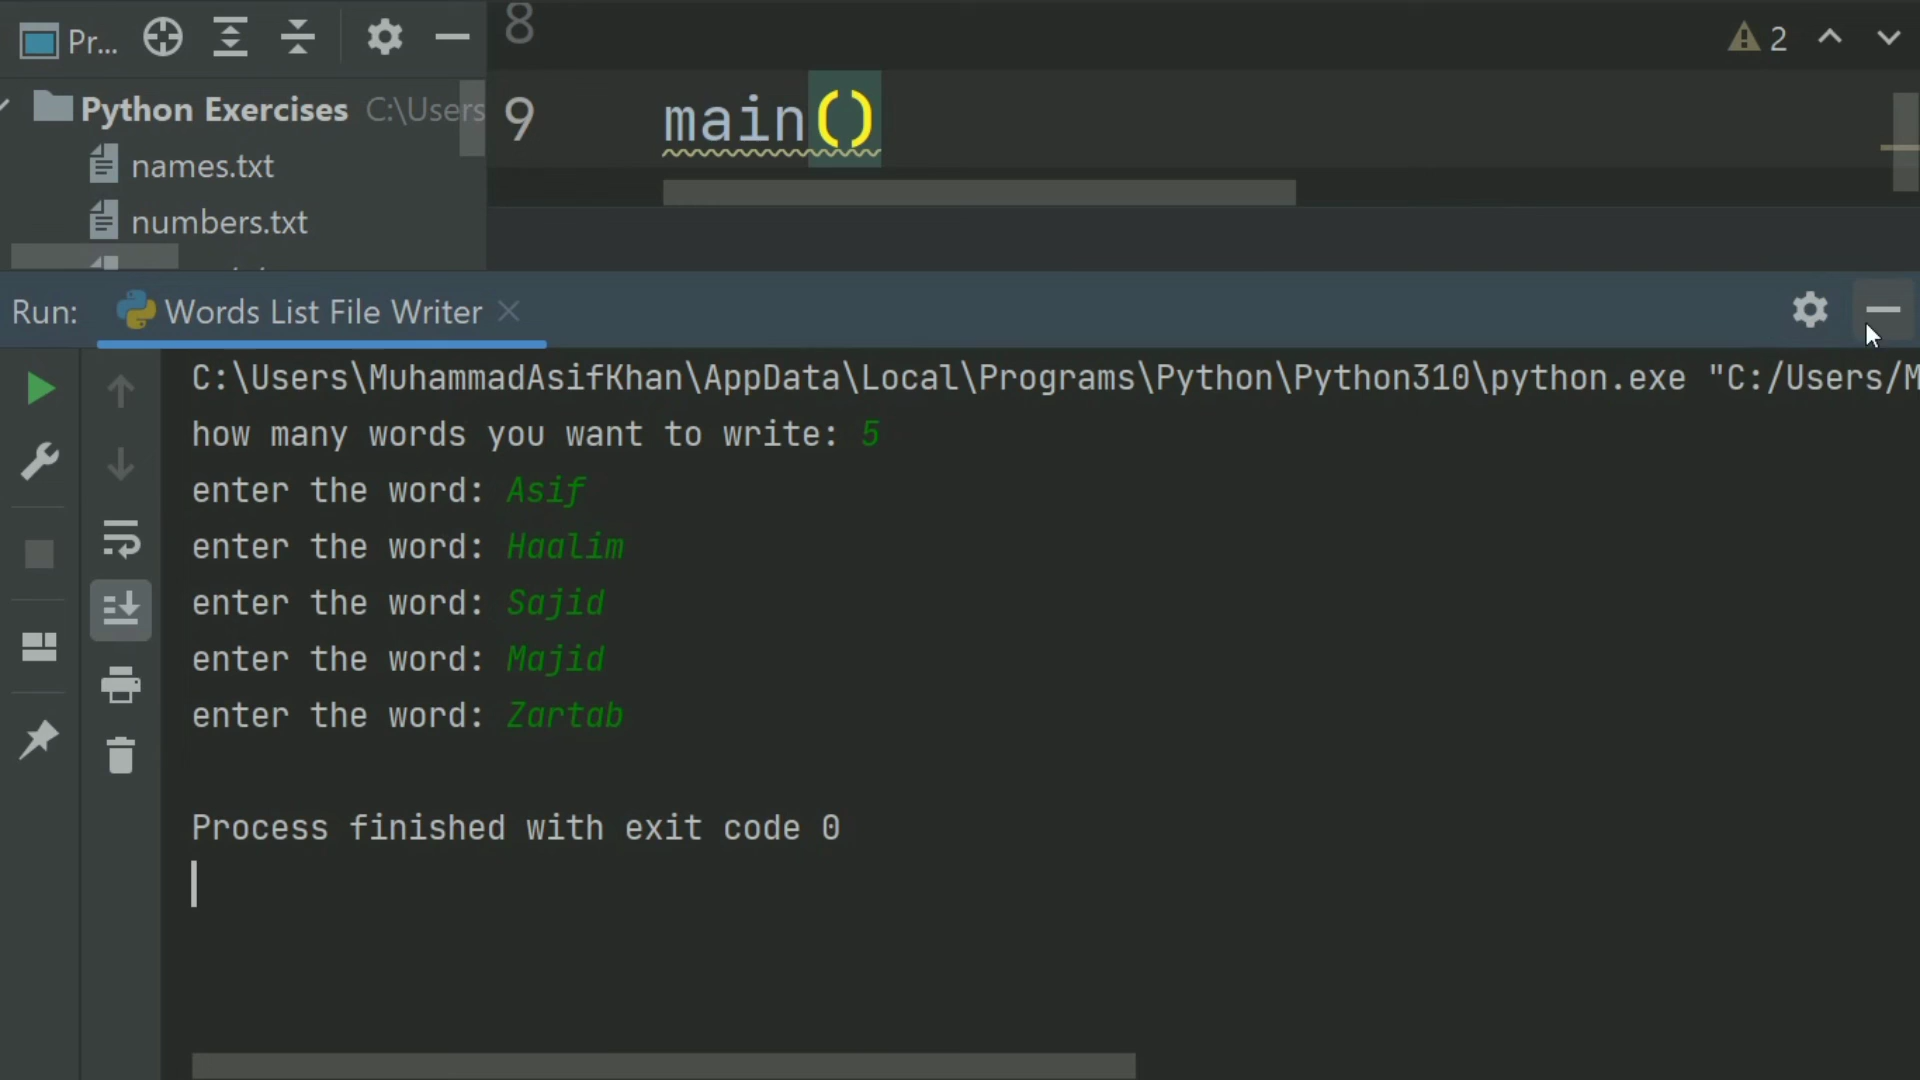 Pr...
8
2
Python Exercises C:\Users
9 main()
names.txt
numbers.txt
Run: Words List File Writer
C:\Users\MuhammadAsifKhan\AppData\Local\Programs\Python\Python310\python.exe "C:/Users/M
how many words you want to write: 5
enter the word: Asif
enter the word: Haalim
enter the word: Sajid
enter the word: Majid
enter the word: Zartab
Process finished with exit code 0